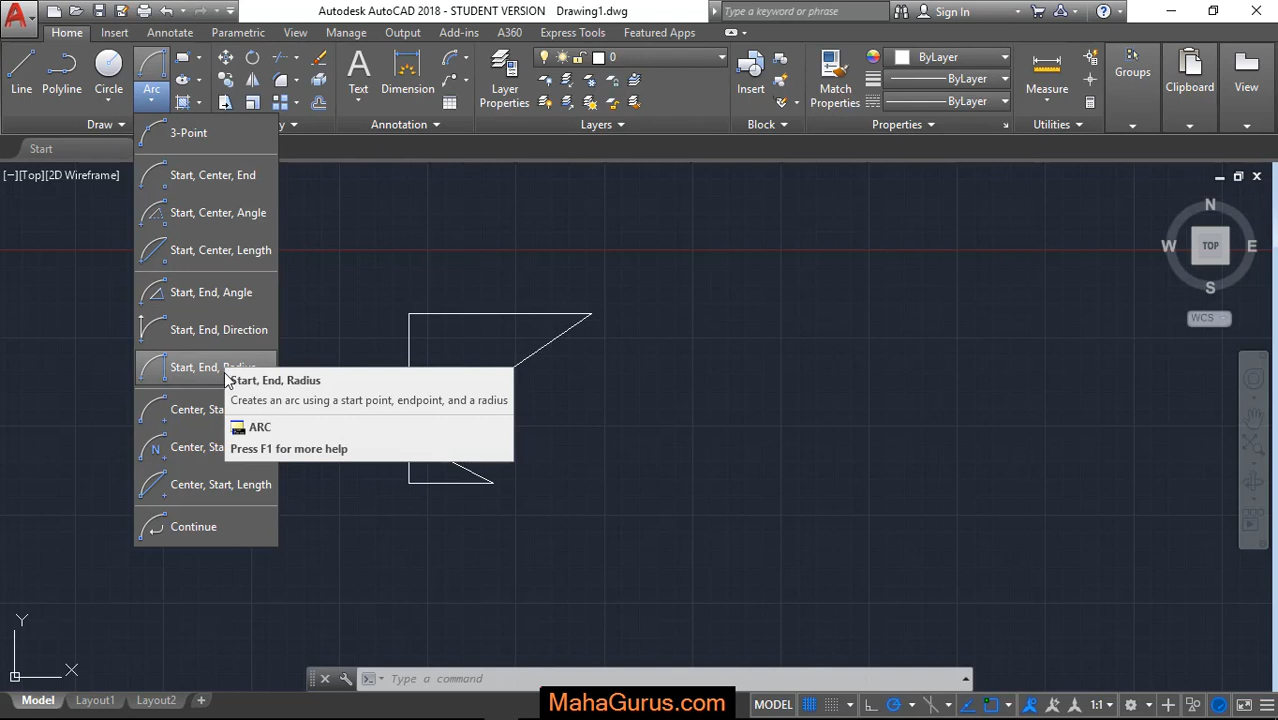 Autodesk AutoCAD 2018 - STUDENT VERSION Drawing1.dwg
Type a keyword or phrase
Sign In
Home Insert Annotate Parametric View Manage Output Add-ins A360 Express Tools Featured Apps
Line Polyline Circle Arc
Text Dimension
Layer Properties
0
Insert
Match Properties
ByLayer
ByLayer
ByLayer
Measure
Groups
Clipboard
View
Draw
Annotation
Layers
Block
Properties
Utilities
Start
[−][Top][2D Wireframe]
3-Point
Start, Center, End
Start, Center, Angle
Start, Center, Length
Start, End, Angle
Start, End, Direction
Start, End, Radius
Start, End, Radius
Creates an arc using a start point, endpoint, and a radius
ARC
Press F1 for more help
Center, Sta
Center, Sta
Center, Start, Length
Continue
N
W TOP E
S
WCS
Y
X
Type a command
Model Layout1 Layout2 +
MahaGurus.com
MODEL
1:1